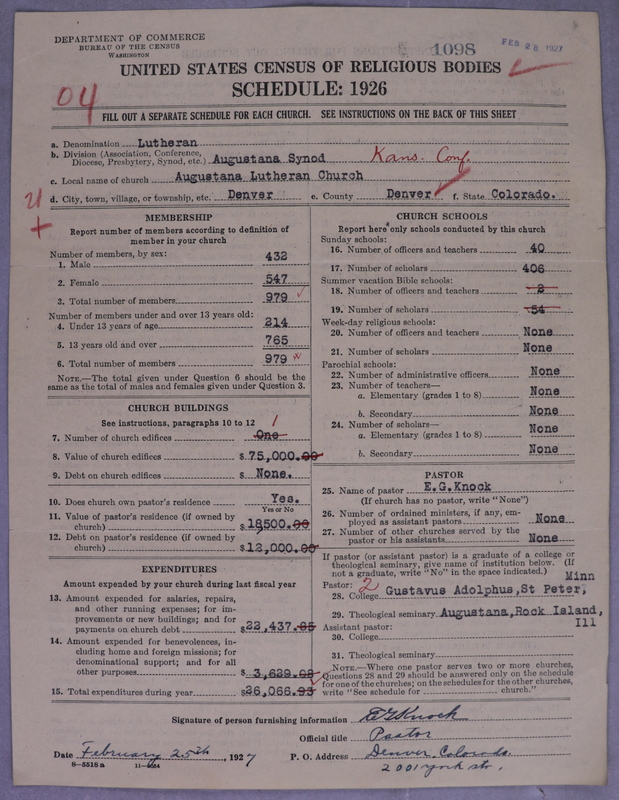 DEPARTMENT OF COMMERCE
BUREAU OF THE CENSUS
WASHINGTON
1098
FEB 28 1927
UNITED STATES CENSUS OF RELIGIOUS BODIES
SCHEDULE: 1926
04
FILL OUT A SEPARATE SCHEDULE FOR EACH CHURCH. SEE INSTRUCTIONS ON THE BACK OF THIS SHEET
a. Denomination Lutheran
b. Division (Association, Conference, Diocese, Presbytery, Synod, etc.) Augustana Synod Kans. Conf.
c. Local name of church Augustana Lutheran Church
d. City, town, village, or township, etc. Denver e. County Denver f. State Colorado.
MEMBERSHIP
Report number of members according to definition of
member in your church
Number of members, by sex:
1. Male 432
2. Female 547
3. Total number of members 979
Number of members under and over 13 years old:
4. Under 13 years of age 214
5. 13 years old and over 765
6. Total number of members 979
NOTE.—The total given under Question 6 should be the
same as the total of males and females given under Question 3.
CHURCH BUILDINGS
See instructions, paragraphs 10 to 12
7. Number of church edifices One 1
8. Value of church edifices $75,000.00
9. Debt on church edifices $ None.
10. Does church own pastor's residence Yes.
Yes or No
11. Value of pastor's residence (if owned by
church) $18500.00
12. Debt on pastor's residence (if owned by
church) $12,000.00
EXPENDITURES
Amount expended by your church during last fiscal year
13. Amount expended for salaries, repairs,
and other running expenses; for im-
provements or new buildings; and for
payments on church debt $22,437.85
14. Amount expended for benevolences, in-
cluding home and foreign missions; for
denominational support; and for all
other purposes $ 3,629.08
15. Total expenditures during year $26,066.93
CHURCH SCHOOLS
Report here only schools conducted by this church
Sunday schools:
16. Number of officers and teachers 40
17. Number of scholars 406
Summer vacation Bible schools:
18. Number of officers and teachers 2
19. Number of scholars 54
Week-day religious schools:
20. Number of officers and teachers None
21. Number of scholars None
Parochial schools:
22. Number of administrative officers None
23. Number of teachers—
a. Elementary (grades 1 to 8) None
b. Secondary None
24. Number of scholars—
a. Elementary (grades 1 to 8) None
b. Secondary None
PASTOR
25. Name of pastor E.G.Knock
(If church has no pastor, write "None")
26. Number of ordained ministers, if any, em-
ployed as assistant pastors None
27. Number of other churches served by the
pastor or his assistants None
If pastor (or assistant pastor) is a graduate of a college or
theological seminary, give name of institution below. (If
not a graduate, write "No" in the space indicated.)
Pastor: 2 Minn
28. College Gustavus Adolphus,St Peter,
29. Theological seminary Augustana,Rock Island,
Assistant pastor: Ill
30. College
31. Theological seminary
NOTE.—Where one pastor serves two or more churches,
Questions 28 and 29 should be answered only on the schedule
for one of the churches; on the schedules for the other churches,
write "See schedule for church."
Signature of person furnishing information EGKnock
Official title Pastor
Date February 25th, 1927 P. O. Address Denver, Colorado.
8-5518 a 2001 York str.